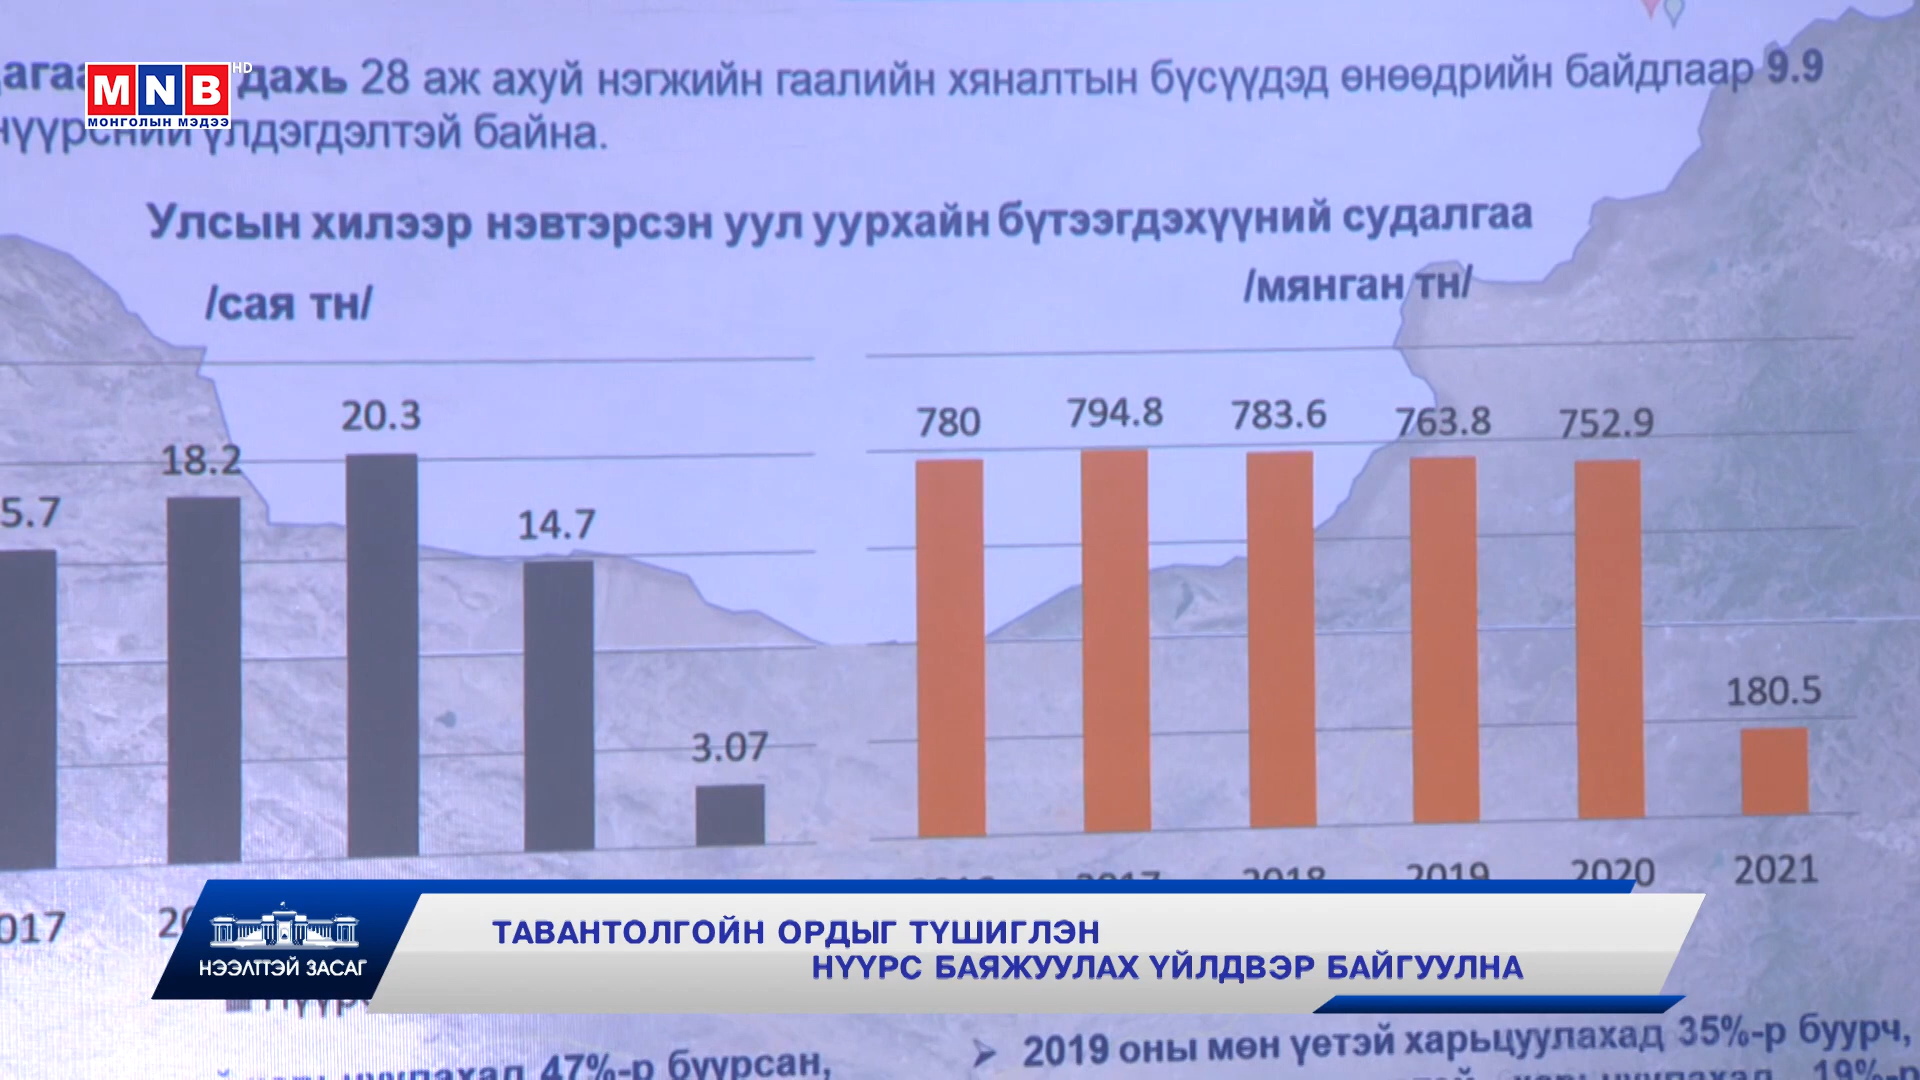 MNB HD
МОНГОЛЫН МЭДЭЭ
дахь 28 аж ахуй нэгжийн гаалийн хяналтын бүсүүдэд өнөөдрийн байдлаар 9.9
үлдэгдэлтэй байна.
Улсын хилээр нэвтэрсэн уул уурхайн бүтээгдэхүүний судалгаа
/сая тн/
/мянган тн/
5.7 18.2 20.3 14.7 3.07
780 794.8 783.6 763.8 752.9 180.5
017
2017 2018 2019 2020 2021
НЭЭЛТТЭЙ ЗАСАГ
ТАВАНТОЛГОЙН ОРДЫГ ТҮШИГЛЭН
НҮҮРС БАЯЖУУЛАХ ҮЙЛДВЭР БАЙГУУЛНА
47%-р буурсан,
➢ 2019 оны мөн үетэй харьцуулахад 35%-р буурч,
19%-р